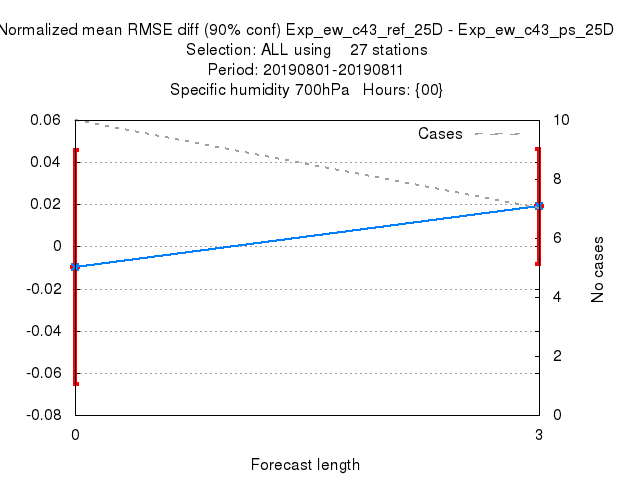 Normalized mean RMSE diff (90% conf) Exp_ew_c43_ref_25D - Exp_ew_c43_ps_25D
Selection: ALL using    27 stations
Period: 20190801-20190811
Specific humidity 700hPa   Hours: {00}
Cases
0.06
0.04
0.02
0
-0.02
-0.04
-0.06
-0.08
10
8
6
4
2
0
No cases
0
3
Forecast length